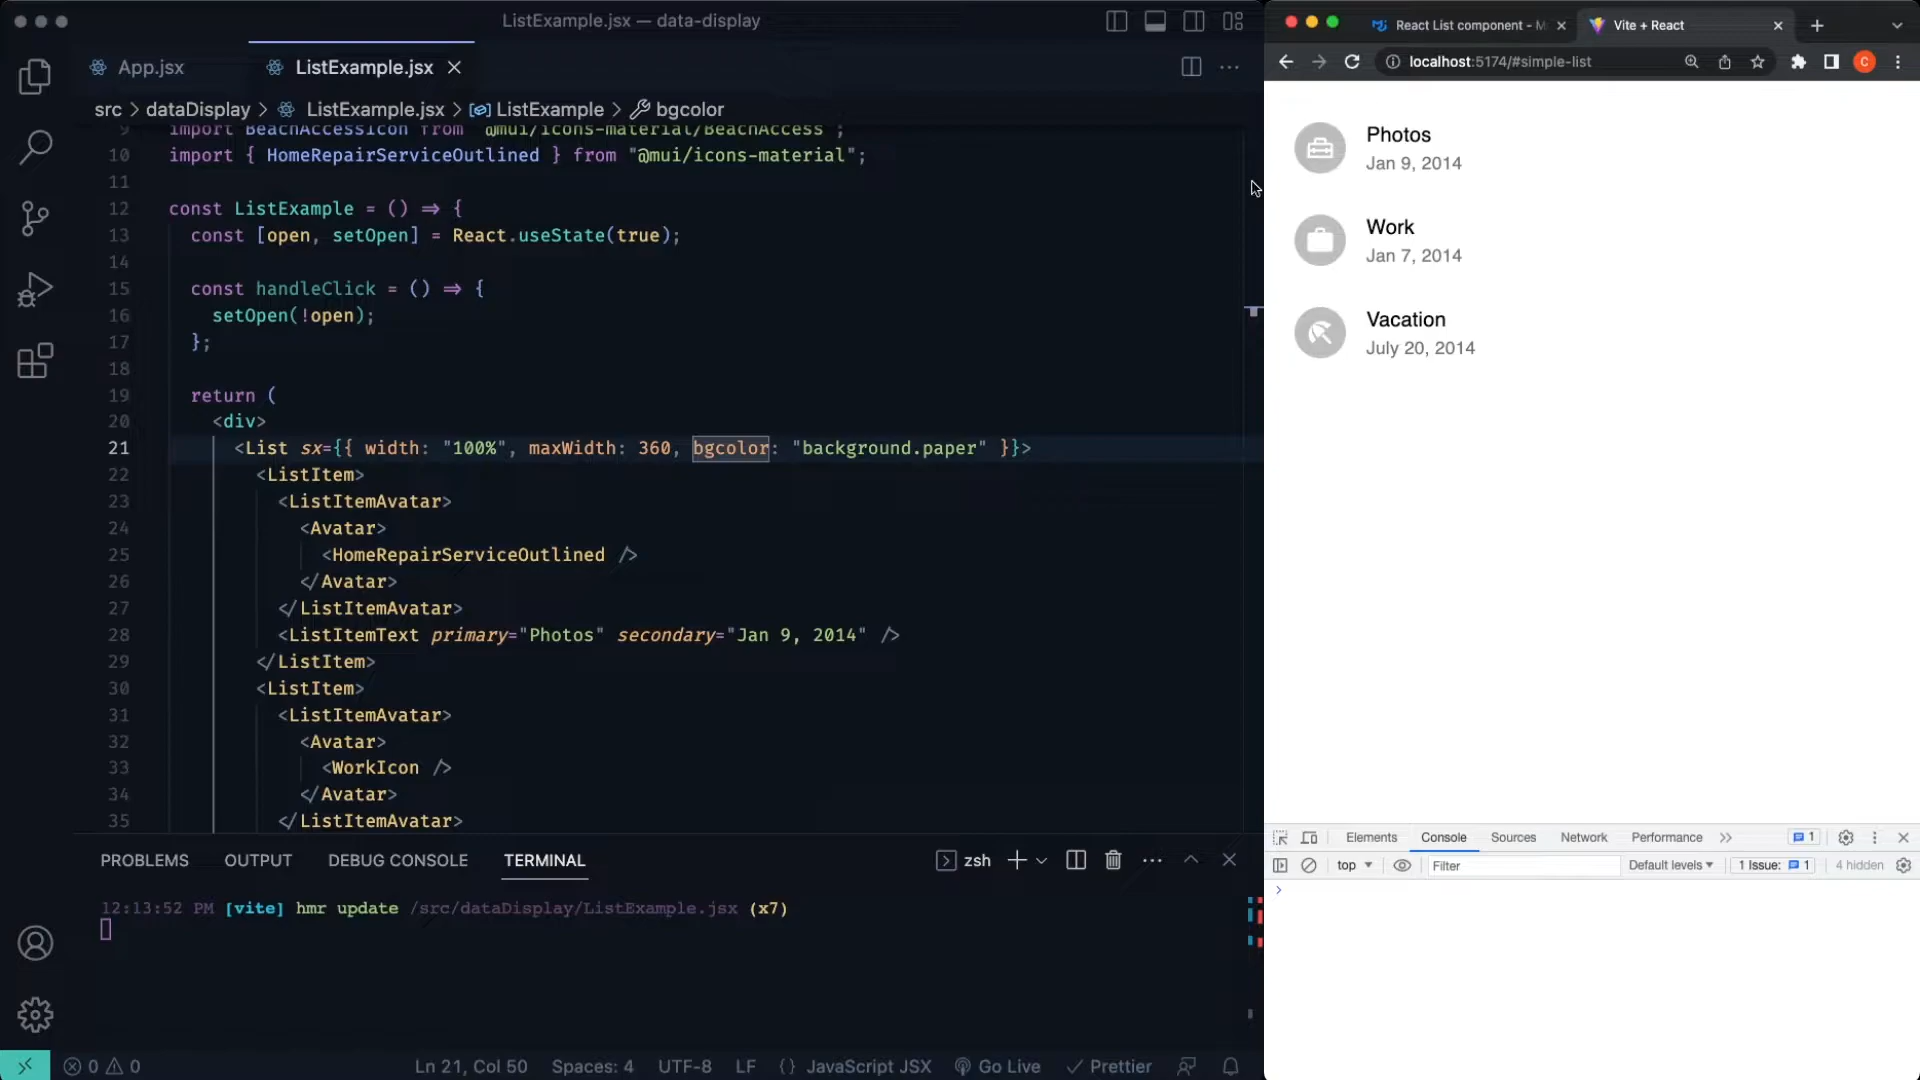 ListExample.jsx — data-display
App.jsx
ListExample.jsx
src > dataDisplay > ListExample.jsx > ListExample > bgcolor
9 import BeachAccessIcon from "@mui/icons-material/BeachAccess";
10 import { HomeRepairServiceOutlined } from "@mui/icons-material";
11
12 const ListExample = () => {
13 const [open, setOpen] = React.useState(true);
14
15 const handleClick = () => {
16 setOpen(!open);
17 };
18
19 return (
20 <div>
21 <List sx={{ width: "100%", maxWidth: 360, bgcolor: "background.paper" }}>
22 <ListItem>
23 <ListItemAvatar>
24 <Avatar>
25 <HomeRepairServiceOutlined />
26 </Avatar>
27 </ListItemAvatar>
28 <ListItemText primary="Photos" secondary="Jan 9, 2014" />
29 </ListItem>
30 <ListItem>
31 <ListItemAvatar>
32 <Avatar>
33 <WorkIcon />
34 </Avatar>
35 </ListItemAvatar>
PROBLEMS OUTPUT DEBUG CONSOLE TERMINAL
zsh
12:13:52 PM [vite] hmr update /src/dataDisplay/ListExample.jsx (x7)
0 0
Ln 21, Col 50 Spaces: 4 UTF-8 LF {} JavaScript JSX Go Live Prettier
React List component - M
Vite + React
localhost:5174/#simple-list
C
Photos
Jan 9, 2014
Work
Jan 7, 2014
Vacation
July 20, 2014
Elements Console Sources Network Performance 1
top Filter Default levels 1 Issue: 1 4 hidden